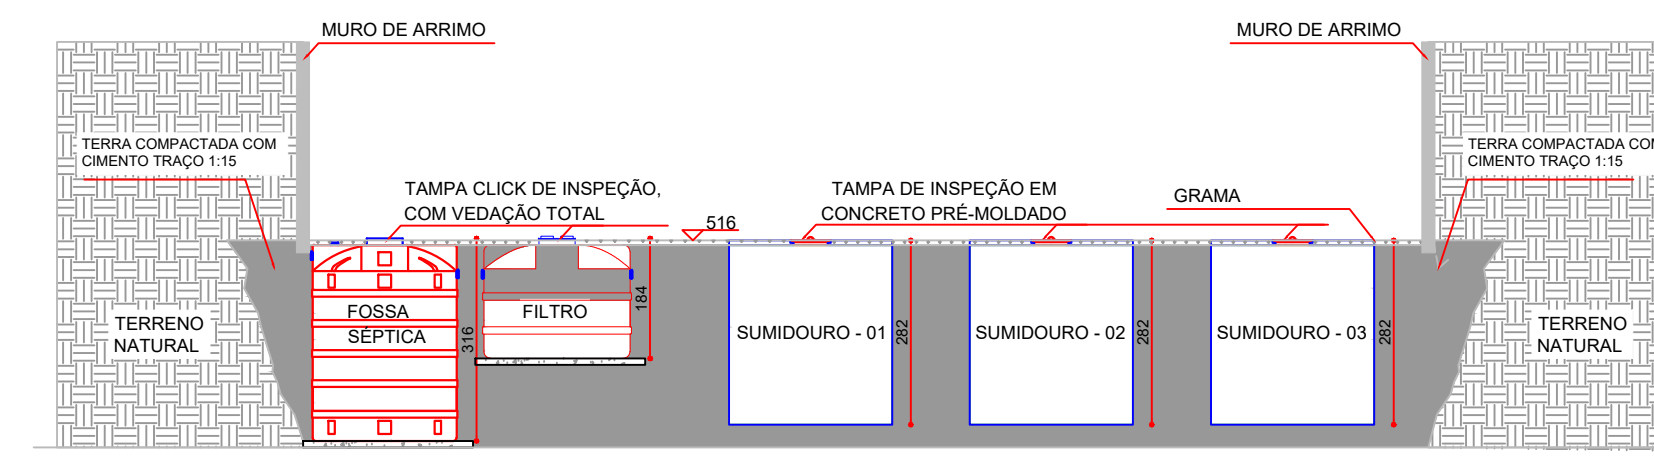 MURO DE ARRIMO
MURO DE ARRIMO
TERRA COMPACTADA COM
CIMENTO TRAÇO 1:15
TERRA COMPACTADA COM
CIMENTO TRAÇO 1:15
TAMPA CLICK DE INSPEÇÃO,
COM VEDAÇÃO TOTAL
516
TAMPA DE INSPEÇÃO EM
CONCRETO PRÉ-MOLDADO
GRAMA
TERRENO
NATURAL
FOSSA
SÉPTICA
316
FILTRO
184
SUMIDOURO - 01
282
SUMIDOURO - 02
282
SUMIDOURO - 03
282
TERRENO
NATURAL